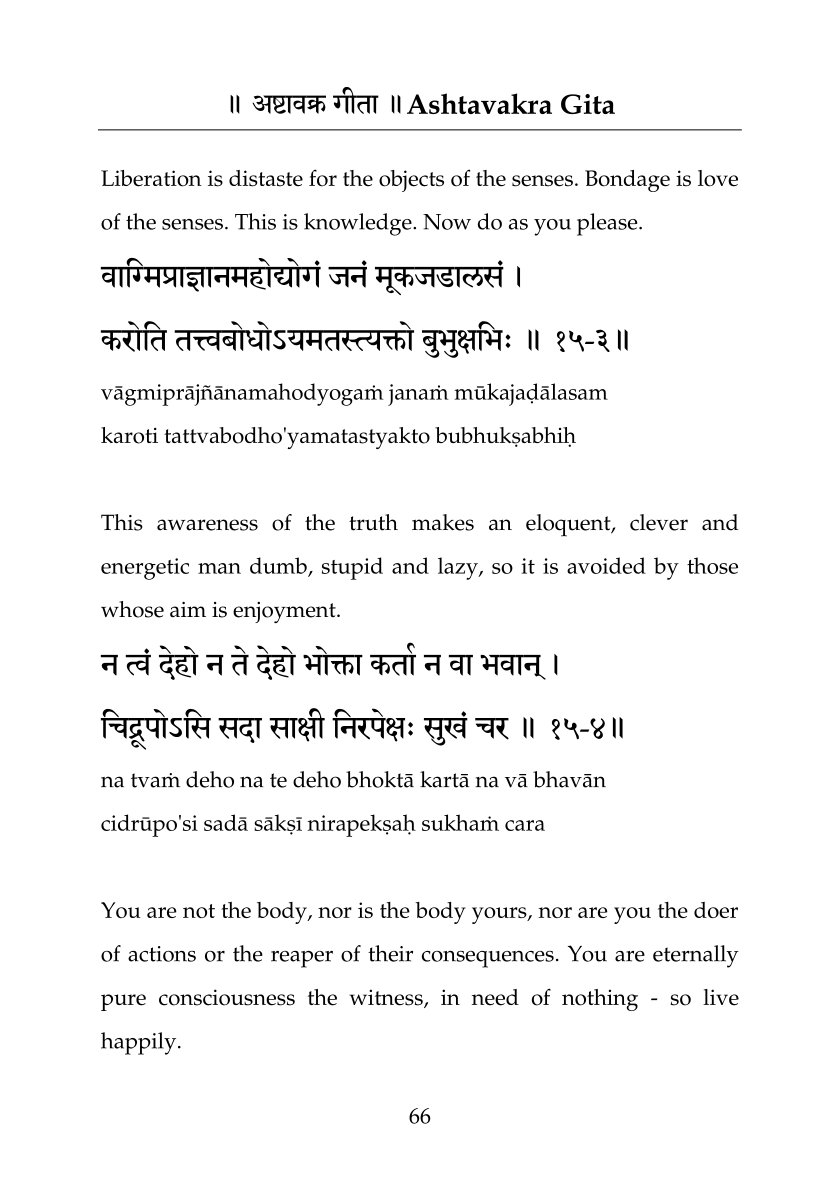 ॥ अष्टावक्र गीता ॥ Ashtavakra Gita
Liberation is distaste for the objects of the senses. Bondage is love
of the senses. This is knowledge. Now do as you please.
वाग्मिप्राज्ञानमहोद्योगं जनं मूकजडालसं ।
करोति तत्त्वबोधोऽयमतस्त्यक्तो बुभुक्षभिः ॥ १५-३॥
vāgmiprājñānamahodyogaṁ janaṁ mūkajaḍālasam
karoti tattvabodho'yamatastyakto bubhukṣabhiḥ
This awareness of the truth makes an eloquent, clever and
energetic man dumb, stupid and lazy, so it is avoided by those
whose aim is enjoyment.
न त्वं देहो न ते देहो भोक्ता कर्ता न वा भवान् ।
चिद्रूपोऽसि सदा साक्षी निरपेक्षः सुखं चर ॥ १५-४॥
na tvaṁ deho na te deho bhoktā kartā na vā bhavān
cidrūpo'si sadā sākṣī nirapekṣaḥ sukhaṁ cara
You are not the body, nor is the body yours, nor are you the doer
of actions or the reaper of their consequences. You are eternally
pure consciousness the witness, in need of nothing - so live
happily.
66